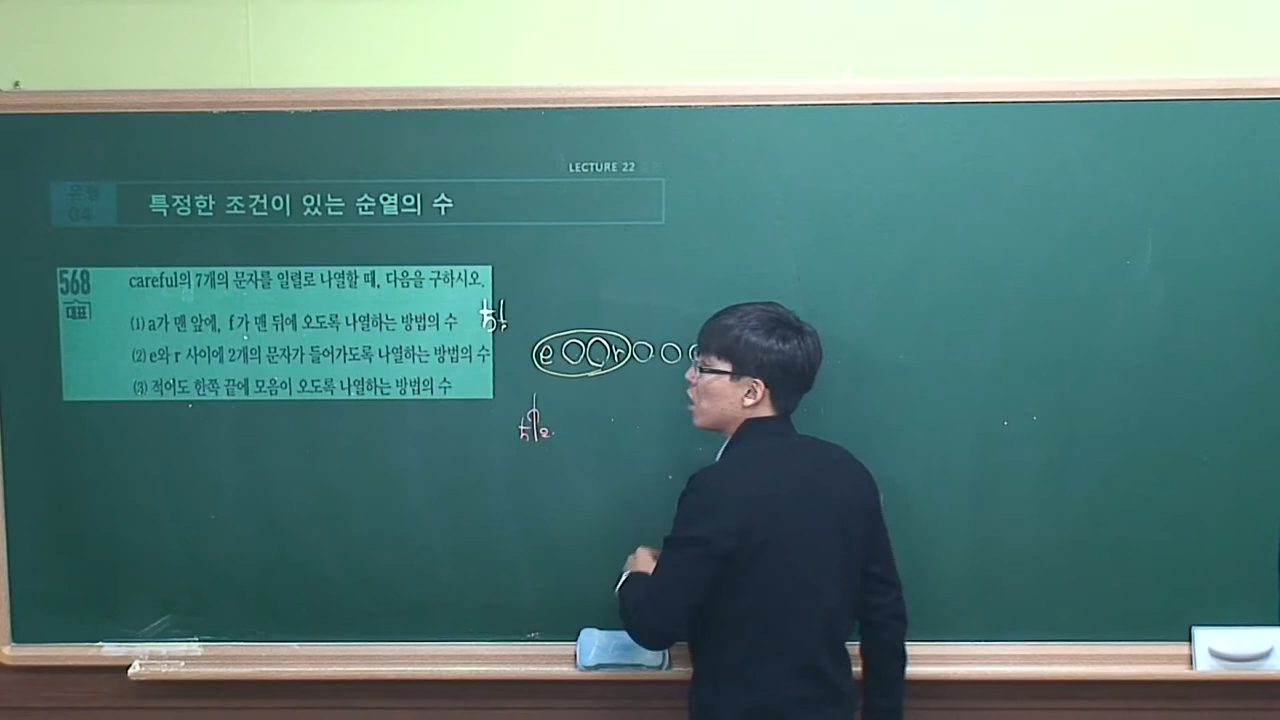 LECTURE 22 순열
유형
04
특정한 조건이 있는 순열의 수
568
대표
careful의 7개의 문자를 일렬로 나열할 때, 다음을 구하시오.
(1) a가 맨 앞에, f가 맨 뒤에 오도록 나열하는 방법의 수
(2) e와 r 사이에 2개의 문자가 들어가도록 나열하는 방법의 수
(3) 적어도 한쪽 끝에 모음이 오도록 나열하는 방법의 수
e r